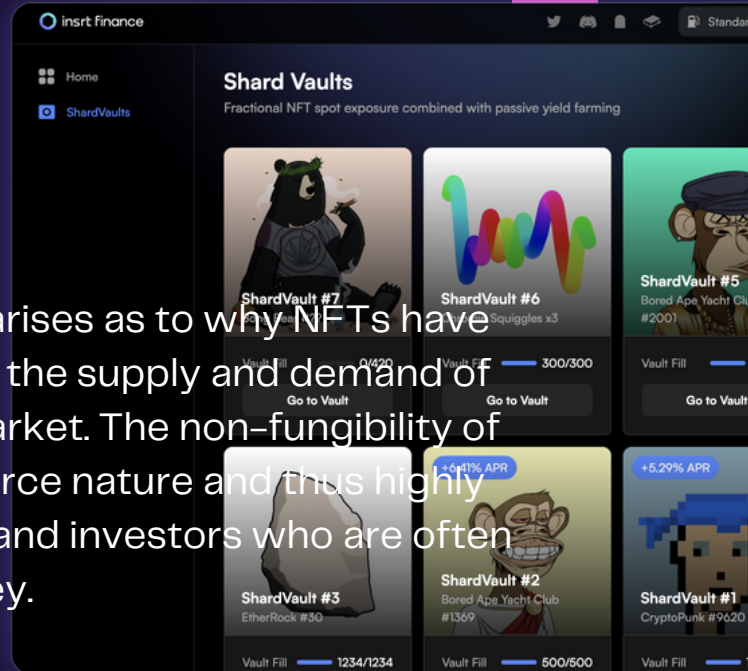 insrt finance
Standar
Home
ShardVaults
Shard Vaults
Fractional NFT spot exposure combined with passive yield farming
ShardVault #7
ShardVault #6
Squiggles x3
ShardVault #5
Bored Ape Yacht Clu
#2001
arises as to why NFTs have
Vault Fill 0/420
Vault Fill 300/300
Vault Fill
the supply and demand of
Go to Vault
Go to Vault
Go to Vault
arket. The non-fungibility of
+6.41% APR
+5.29% APR
rce nature and thus highly
and investors who are often
ey.
ShardVault #3
EtherRock #30
ShardVault #2
Bored Ape Yacht Club
#1369
ShardVault #1
CryptoPunk #9620
Vault Fill 1234/1234
Vault Fill 500/500
Vault Fill